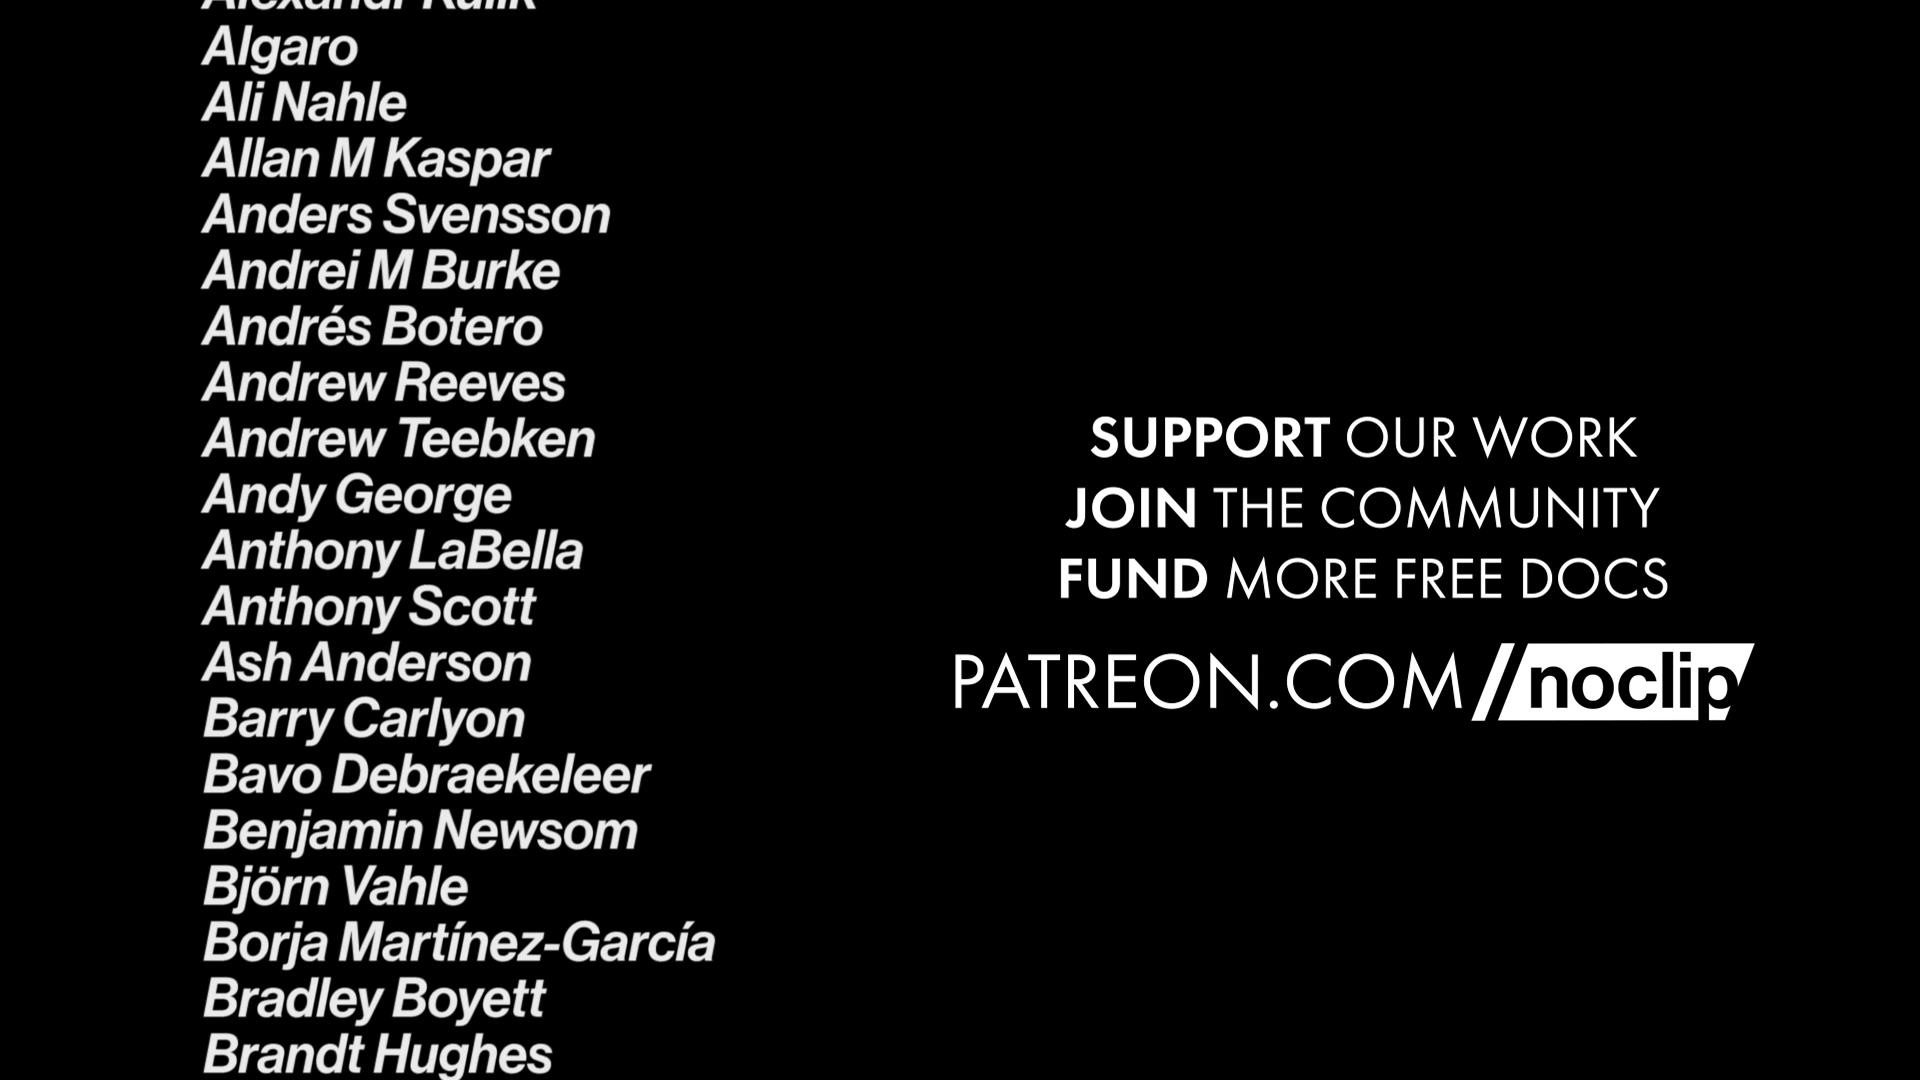 Algaro
Ali Nahle
Allan M Kaspar
Anders Svensson
Andrei M Burke
Andrés Botero
Andrew Reeves
Andrew Teebken
Andy George
Anthony LaBella
Anthony Scott
Ash Anderson
Barry Carlyon
Bavo Debraekeleer
Benjamin Newsom
Björn Vahle
Borja Martínez-García
Bradley Boyett
Brandt Hughes
SUPPORT OUR WORK
JOIN THE COMMUNITY
FUND MORE FREE DOCS
PATREON.COM/noclip